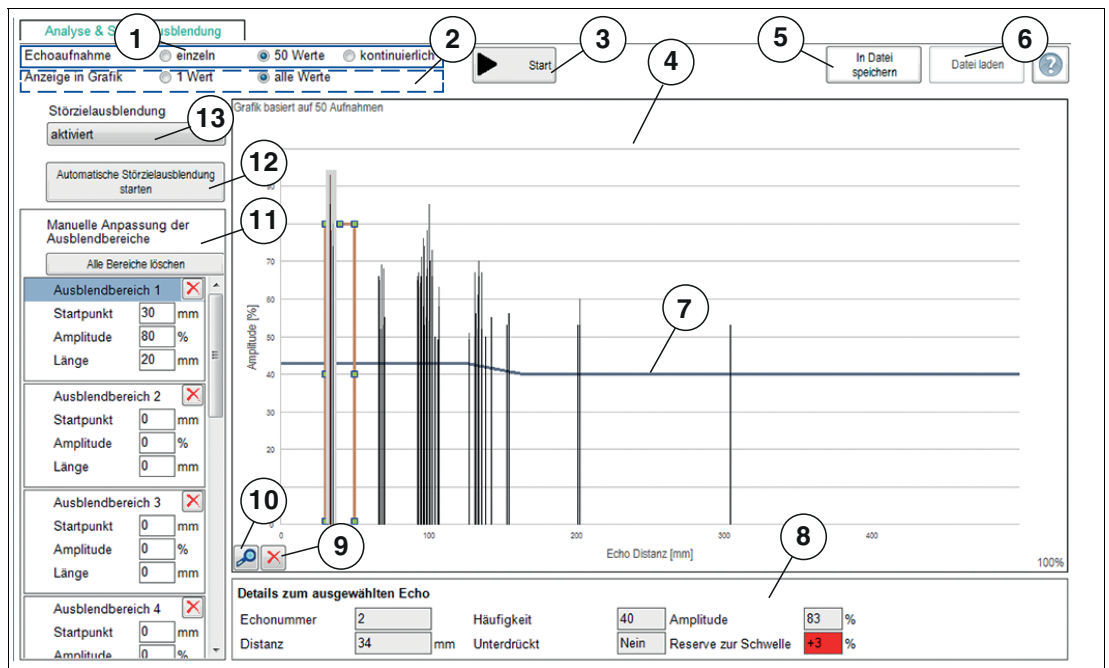 Analyse & S ausblendung
1
2
3
4
5
6
Echoaufnahme einzeln 50 Werte kontinuierlich
Anzeige in Grafik 1 Wert alle Werte
Start
In Datei
speichern
Datei laden
?
Störzielausblendung
13
aktiviert
12
Automatische Störzielausblendung
starten
11
Manuelle Anpassung der
Ausblendbereiche
Alle Bereiche löschen
Ausblendbereich 1
Startpunkt 30 mm
Amplitude 80 %
Länge 20 mm
Ausblendbereich 2
Startpunkt 0 mm
Amplitude 0 %
Länge 0 mm
Ausblendbereich 3
Startpunkt 0 mm
Amplitude 0 %
Länge 0 mm
Ausblendbereich 4
Startpunkt 0 mm
Amplitude 0 %
Grafik basiert auf 50 Aufnahmen
Amplitude [%]
90
70
60
50
40
30
20
0
7
10
9
8
0 100 200 300 400
Echo Distanz [mm]
100%
Details zum ausgewählten Echo
Echonummer 2 Häufigkeit 40 Amplitude 83 %
Distanz 34 mm Unterdrückt Nein Reserve zur Schwelle +3 %